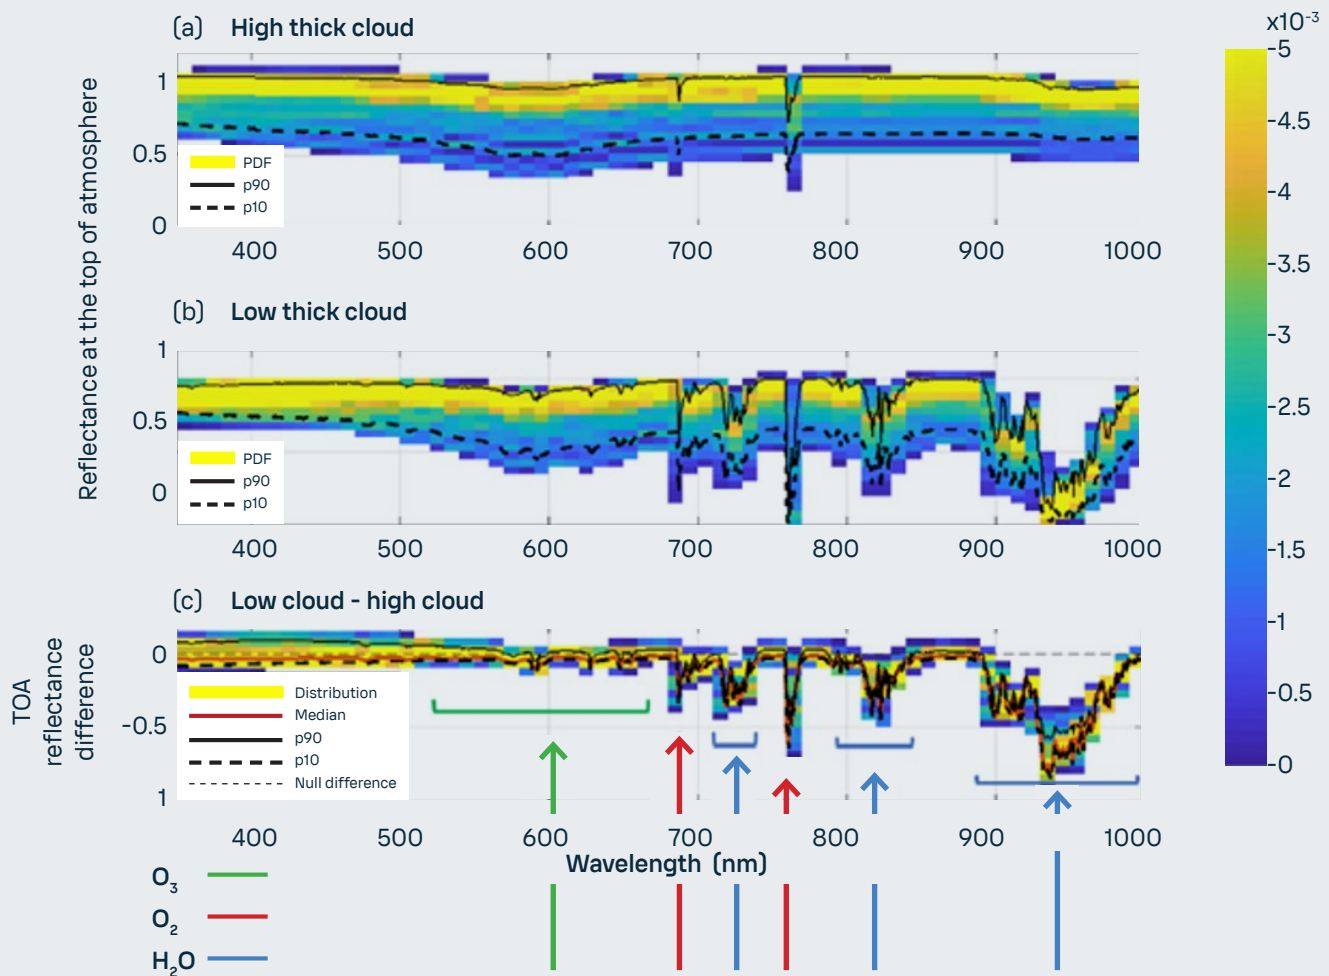 (a) High thick cloud
x10-3
Reflectance at the top of atmosphere
1
0.5
0
PDF
p90
p10
400 500 600 700 800 900 1000
(b) Low thick cloud
1
0.5
0
PDF
p90
p10
400 500 600 700 800 900 1000
(c) Low cloud - high cloud
TOA
reflectance
difference
0
-0.5
1
Distribution
Median
p90
p10
Null difference
400 500 600 700 800 900 1000
Wavelength (nm)
O3
O2
H2O
5
4.5
4
3.5
3
2.5
2
1.5
1
0.5
0